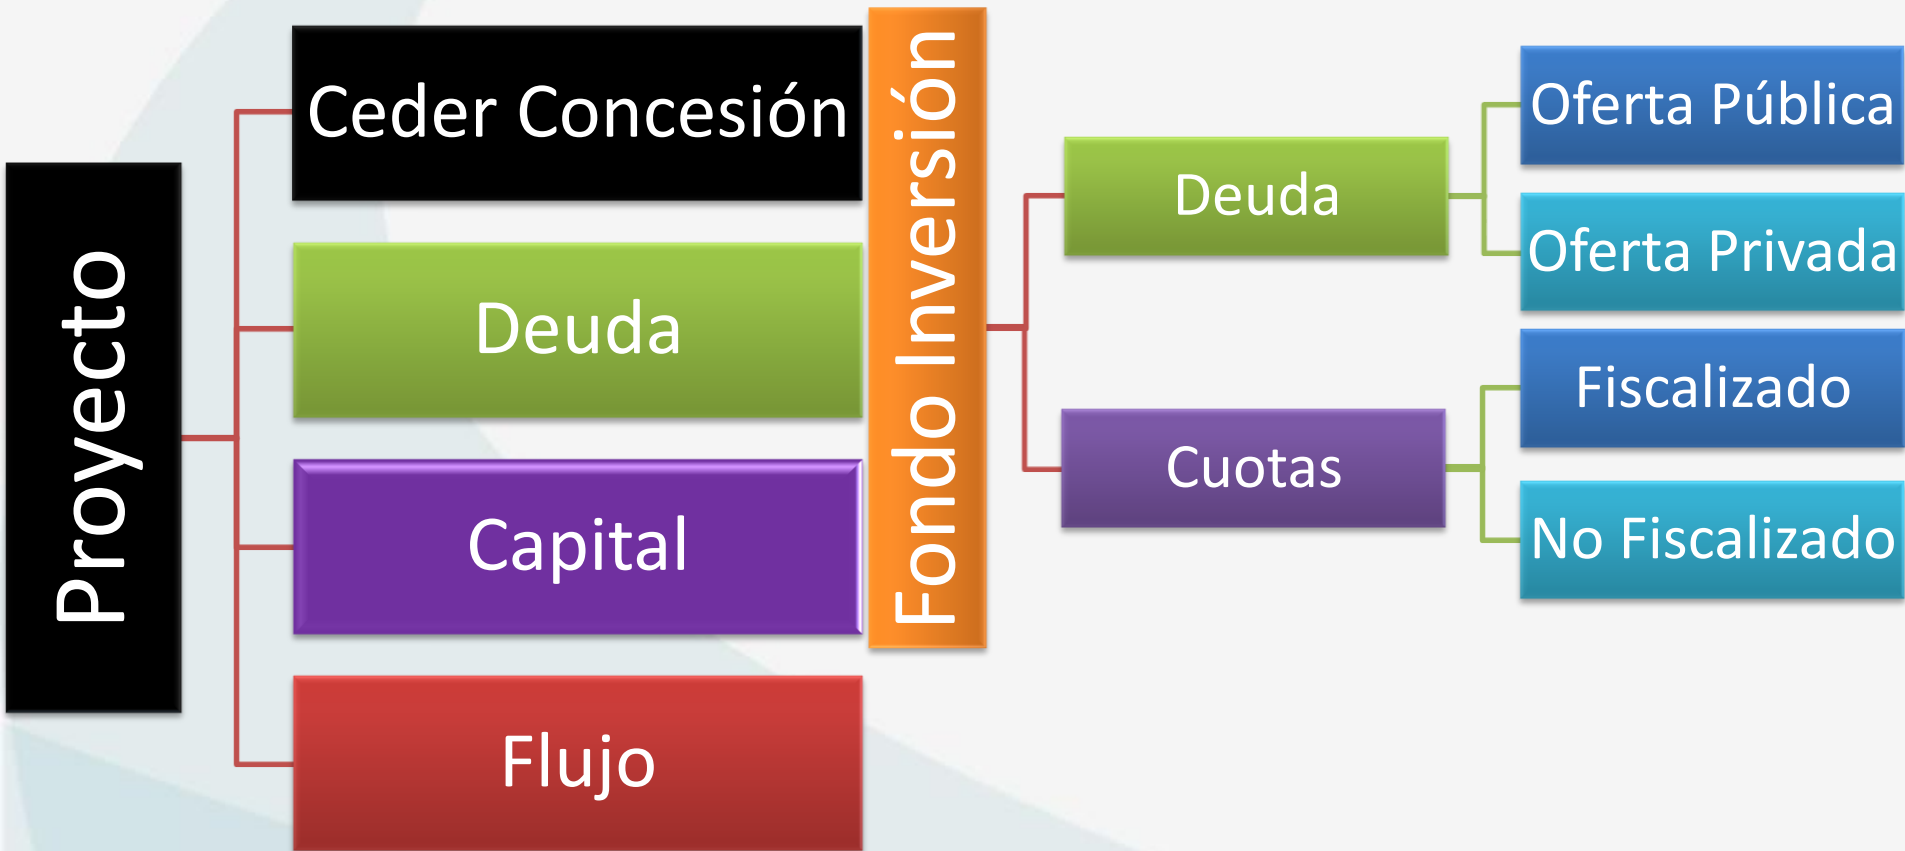 Proyecto
Ceder Concesión
Deuda
Capital
Flujo
Fondo Inversión
Deuda
Oferta Pública
Oferta Privada
Cuotas
Fiscalizado
No Fiscalizado